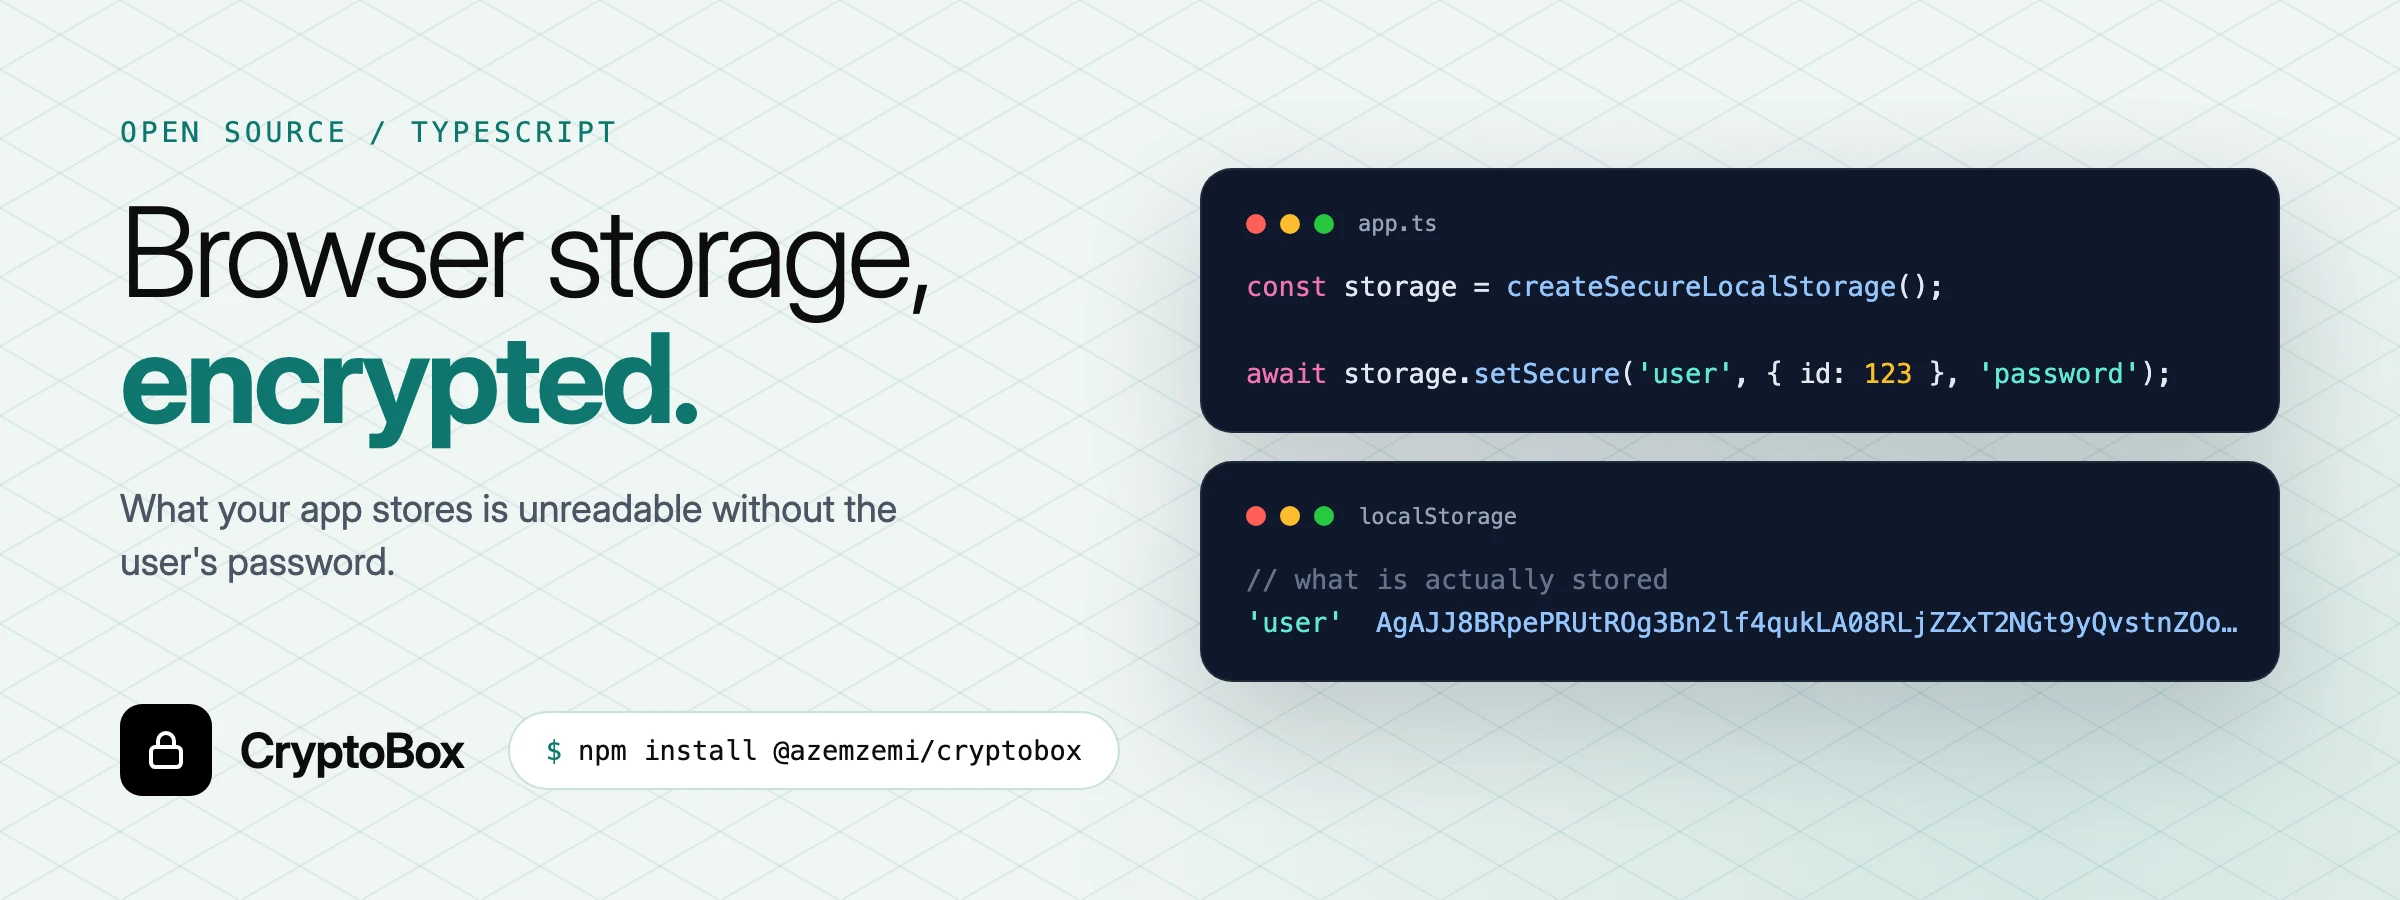 OPEN SOURCE / TYPESCRIPT
Browser storage,
encrypted.
What your app stores is unreadable without the
user's password.
CryptoBox
$ npm install @azemzemi/cryptobox
app.ts
const storage = createSecureLocalStorage();
await storage.setSecure('user', { id: 123 }, 'password');
localStorage
// what is actually stored
'user' AgAJJ8BRpePRUtROg3Bn2lf4qukLA08RLjZZxT2NGt9yQvstnZOo…